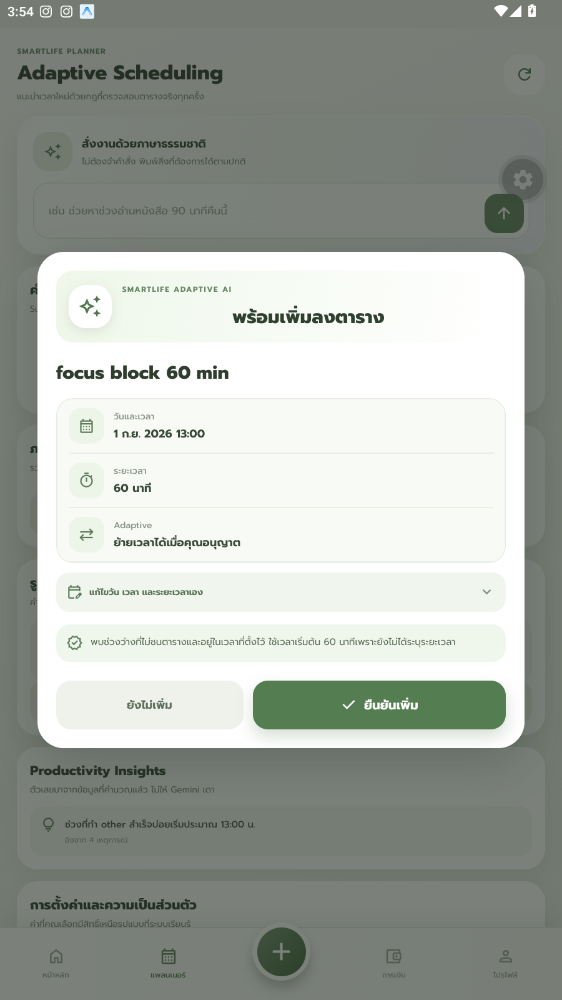 3:54
SMARTLIFE PLANNER
Adaptive Scheduling
แนะนำเวลาใหม่ด้วยกฎที่ตรวจสอบตารางจริงทุกครั้ง
สั่งงานด้วยภาษาธรรมชาติ
ไม่ต้องจำคำสั่ง พิมพ์สิ่งที่ต้องการได้ตามปกติ
เช่น ช่วยหาช่วงอ่านหนังสือ 90 นาทีคืนนี้
SMARTLIFE ADAPTIVE AI
พร้อมเพิ่มลงตาราง
focus block 60 min
วันและเวลา
1 ก.ย. 2026 13:00
ระยะเวลา
60 นาที
Adaptive
ย้ายเวลาได้เมื่อคุณอนุญาต
แก้ไขวัน เวลา และระยะเวลาเอง
พบช่วงว่างที่ไม่ชนตารางและอยู่ในเวลาที่ตั้งไว้ ใช้เวลาเริ่มต้น 60 นาทีเพราะยังไม่ได้ระบุระยะเวลา
ยังไม่เพิ่ม
ยืนยันเพิ่ม
Productivity Insights
ตัวเลขมาจากข้อมูลที่คำนวณแล้ว ไม่ให้ Gemini เดา
ช่วงที่ทำ other สำเร็จบ่อยเริ่มประมาณ 13:00 น.
อิงจาก 4 เหตุการณ์
การตั้งค่าและความเป็นส่วนตัว
ค่าที่คุณเลือกมีสิทธิ์เหนือรูปแบบที่ระบบเรียนรู้
หน้าหลัก
แพลนเนอร์
การเงิน
โปรไฟล์